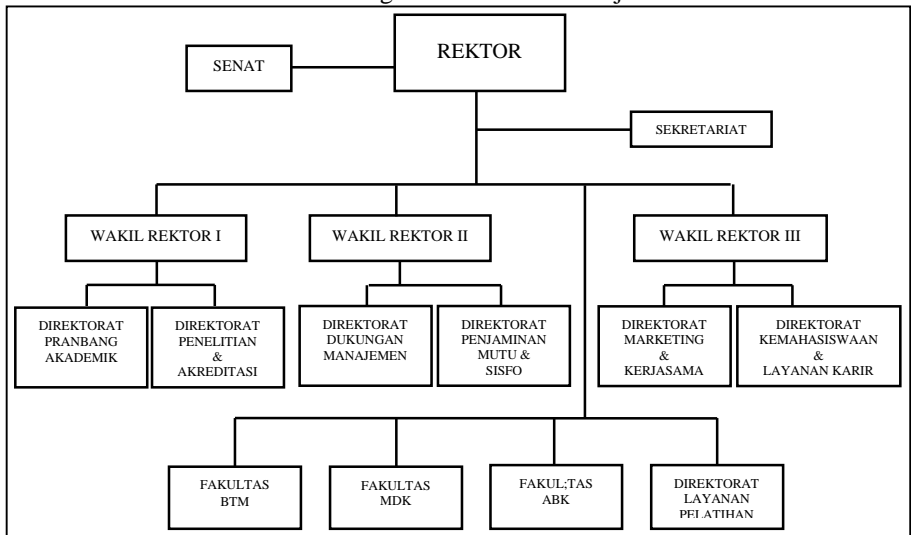 REKTOR
SENAT
SEKRETARIAT
WAKIL REKTOR I
WAKIL REKTOR II
WAKIL REKTOR III
DIREKTORAT
PRANBANG
AKADEMIK
DIREKTORAT
PENELITIAN
&
AKREDITASI
DIREKTORAT
DUKUNGAN
MANAJEMEN
DIREKTORAT
PENJAMINAN
MUTU &
SISFO
DIREKTORAT
MARKETING
&
KERJASAMA
DIREKTORAT
KEMAHASISWAAN
&
LAYANAN KARIR
FAKULTAS
BTM
FAKULTAS
MDK
FAKUL;TAS
ABK
DIREKTORAT
LAYANAN
PELATIHAN